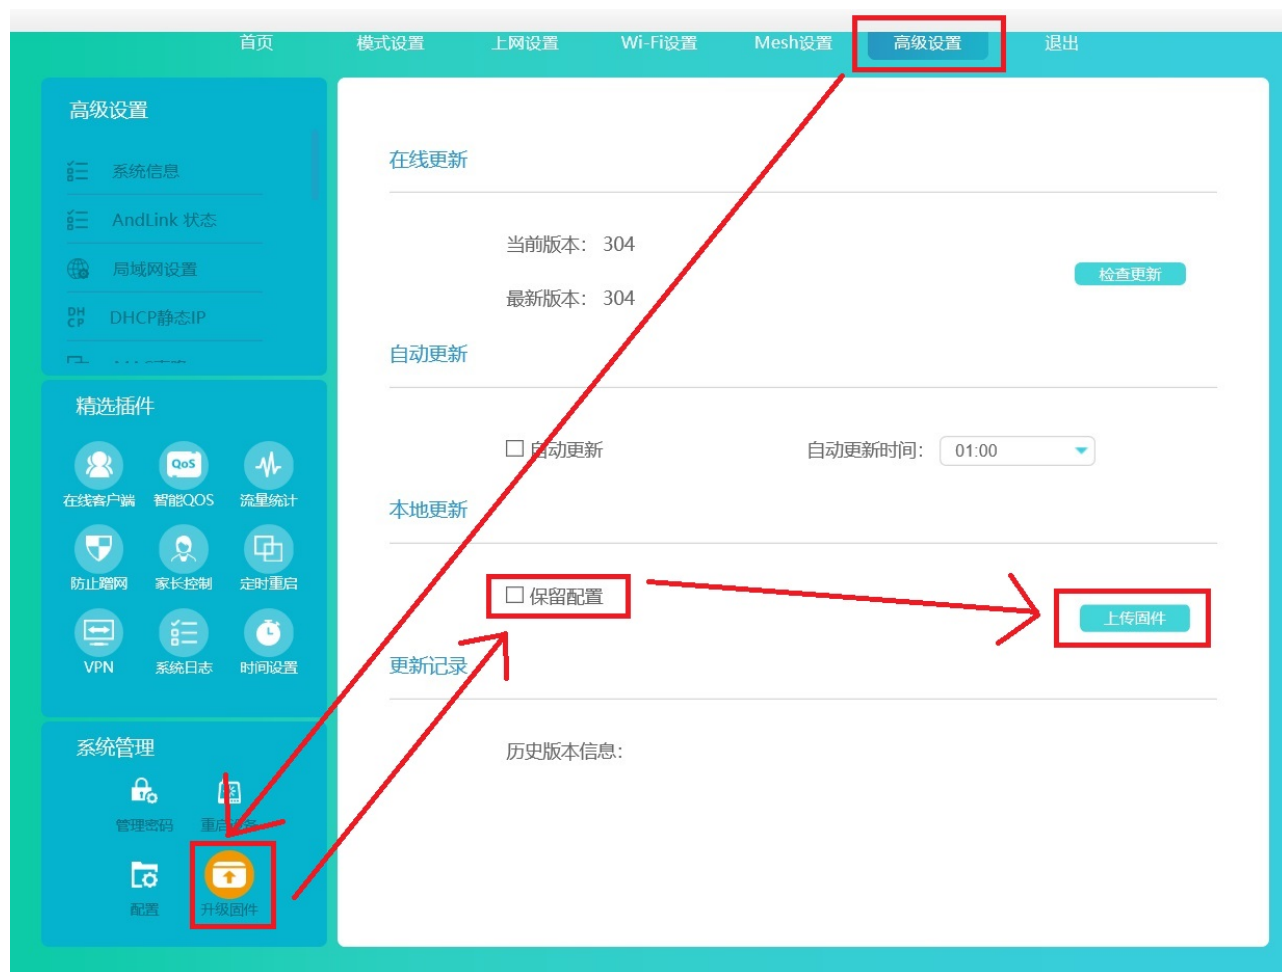 首页 模式设置 上网设置 Wi-Fi设置 Mesh设置 高级设置 退出
高级设置
系统信息
AndLink 状态
局域网设置
DHCP DHCP静态IP
精选插件
在线客户端 智能QOS 流量统计
QoS
防止蹭网 家长控制 定时重启
VPN 系统日志 时间设置
系统管理
管理密码
配置 升级固件
在线更新
当前版本: 304
检查更新
最新版本: 304
自动更新
自动更新 自动更新时间: 01:00
本地更新
保留配置
上传固件
更新记录
历史版本信息: